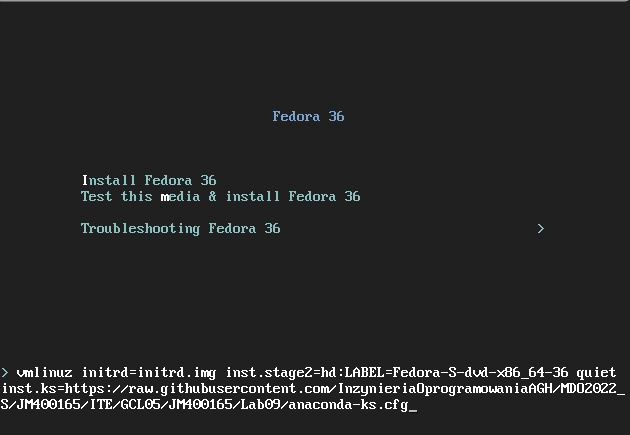 Fedora 36
Install Fedora 36
Test this media & install Fedora 36
Troubleshooting Fedora 36 >
> vmlinuz initrd=initrd.img inst.stage2=hd:LABEL=Fedora-S-dvd-x86_64-36 quiet
inst.ks=https://raw.githubusercontent.com/InzynieriaOprogramowaniaAGH/MDO2022_
S/JM400165/ITE/GCL05/JM400165/Lab09/anaconda-ks.cfg_